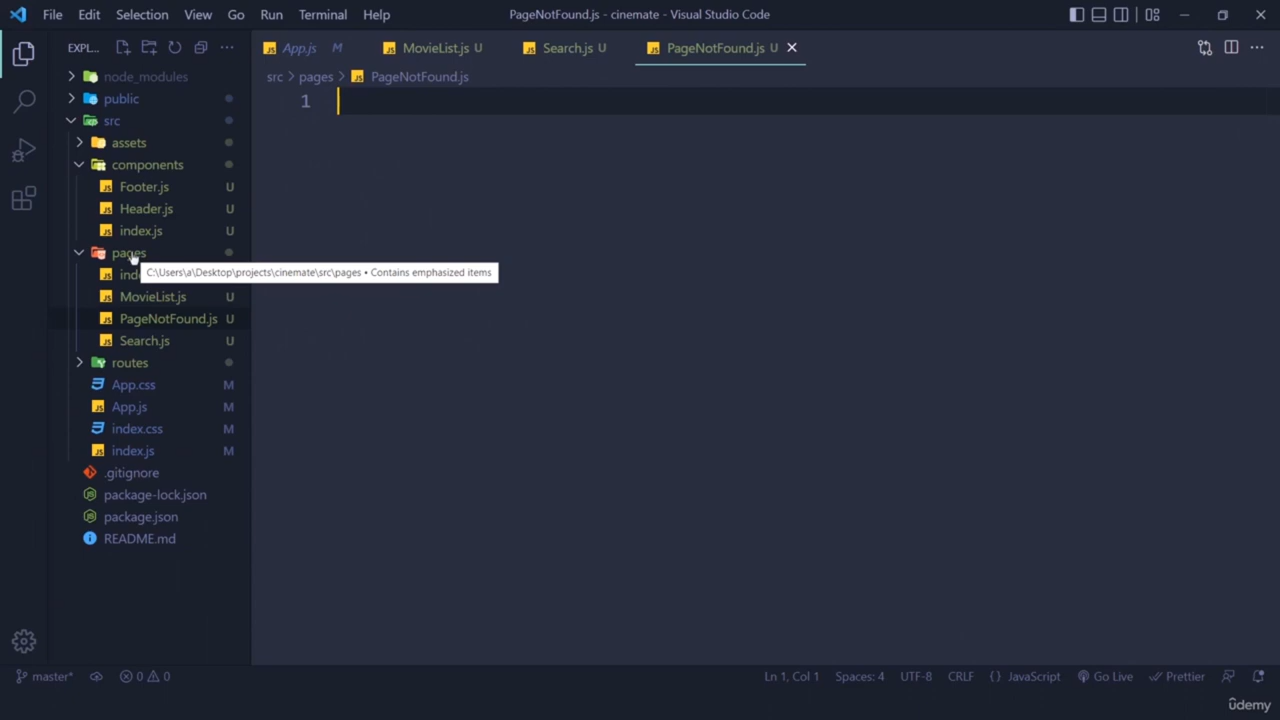 File Edit Selection View Go Run Terminal Help PageNotFound.js - cinemate - Visual Studio Code
EXPL...
App.js M MovieList.js U Search.js U PageNotFound.js U
src > pages > PageNotFound.js
1
node_modules
public
src
assets
components
Footer.js U
Header.js U
index.js U
pages
C:\Users\a\Desktop\projects\cinemate\src\pages • Contains emphasized items
MovieList.js U
PageNotFound.js U
Search.js U
routes
App.css M
App.js M
index.css M
index.js M
.gitignore
package-lock.json
package.json
README.md
master* 0 0 Ln 1, Col 1 Spaces: 4 UTF-8 CRLF {} JavaScript Go Live Prettier
ûdemy